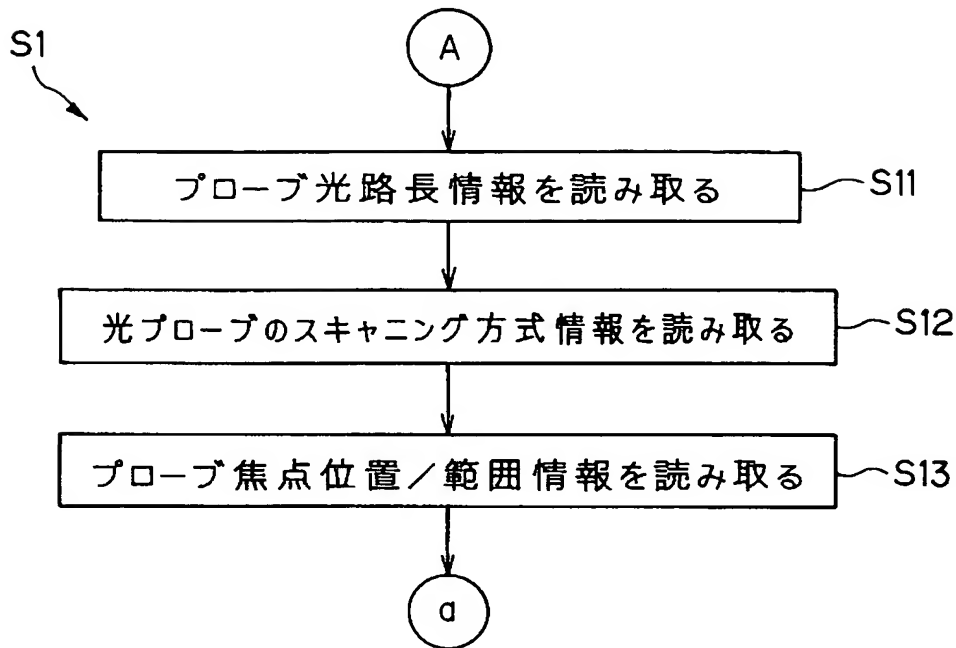 S1
A
プローブ光路長情報を読み取る
S11
光プローブのスキャニング方式情報を読み取る
S12
プローブ焦点位置/範囲情報を読み取る
S13
a